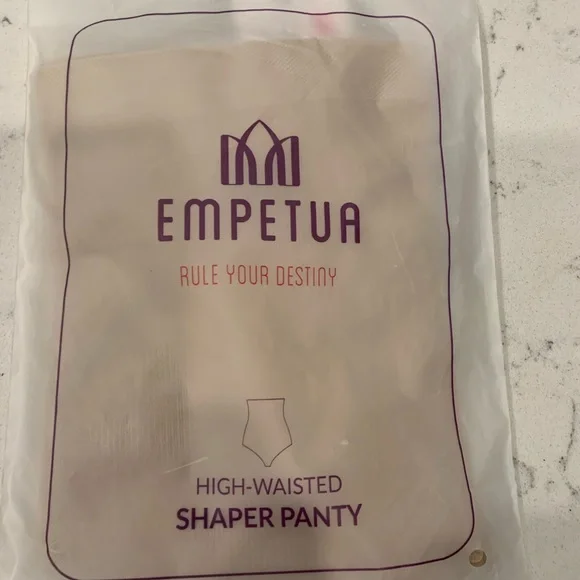 EMPETUA
RULE YOUR DESTINY
HIGH-WAISTED
SHAPER PANTY